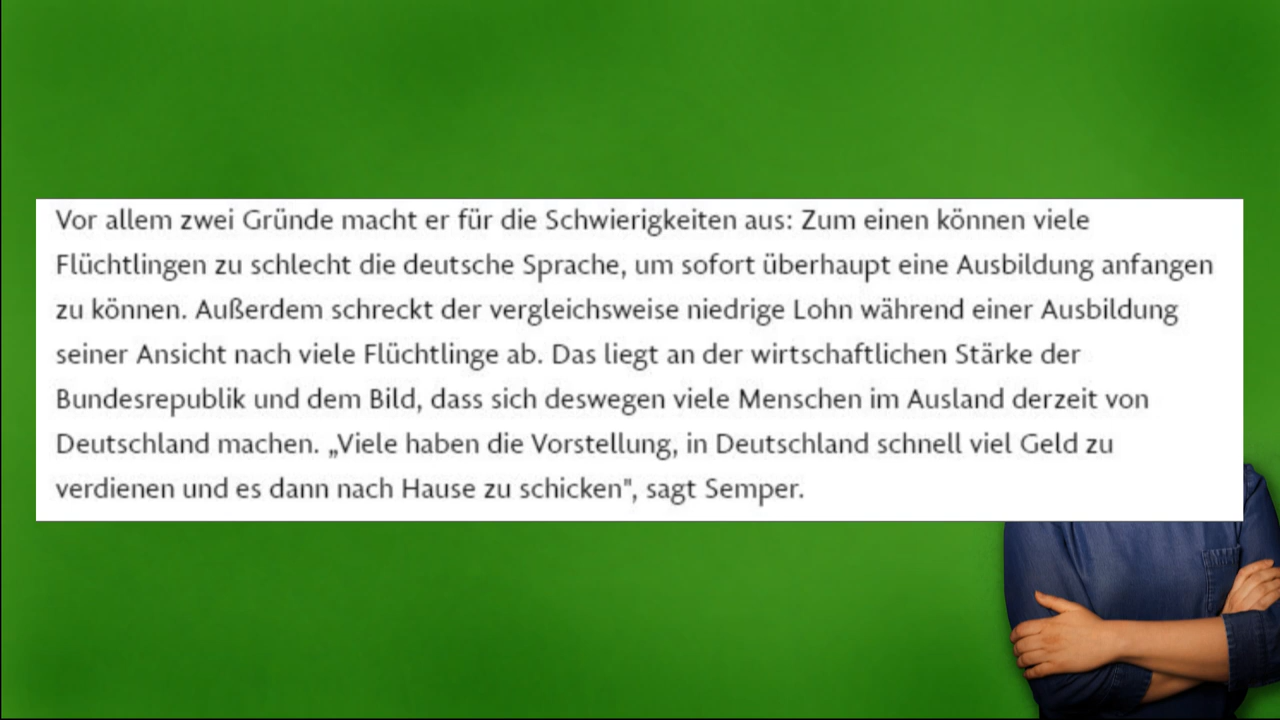 Vor allem zwei Gründe macht er für die Schwierigkeiten aus: Zum einen können viele
Flüchtlingen zu schlecht die deutsche Sprache, um sofort überhaupt eine Ausbildung anfangen
zu können. Außerdem schreckt der vergleichsweise niedrige Lohn während einer Ausbildung
seiner Ansicht nach viele Flüchtlinge ab. Das liegt an der wirtschaftlichen Stärke der
Bundesrepublik und dem Bild, dass sich deswegen viele Menschen im Ausland derzeit von
Deutschland machen. „Viele haben die Vorstellung, in Deutschland schnell viel Geld zu
verdienen und es dann nach Hause zu schicken", sagt Semper.